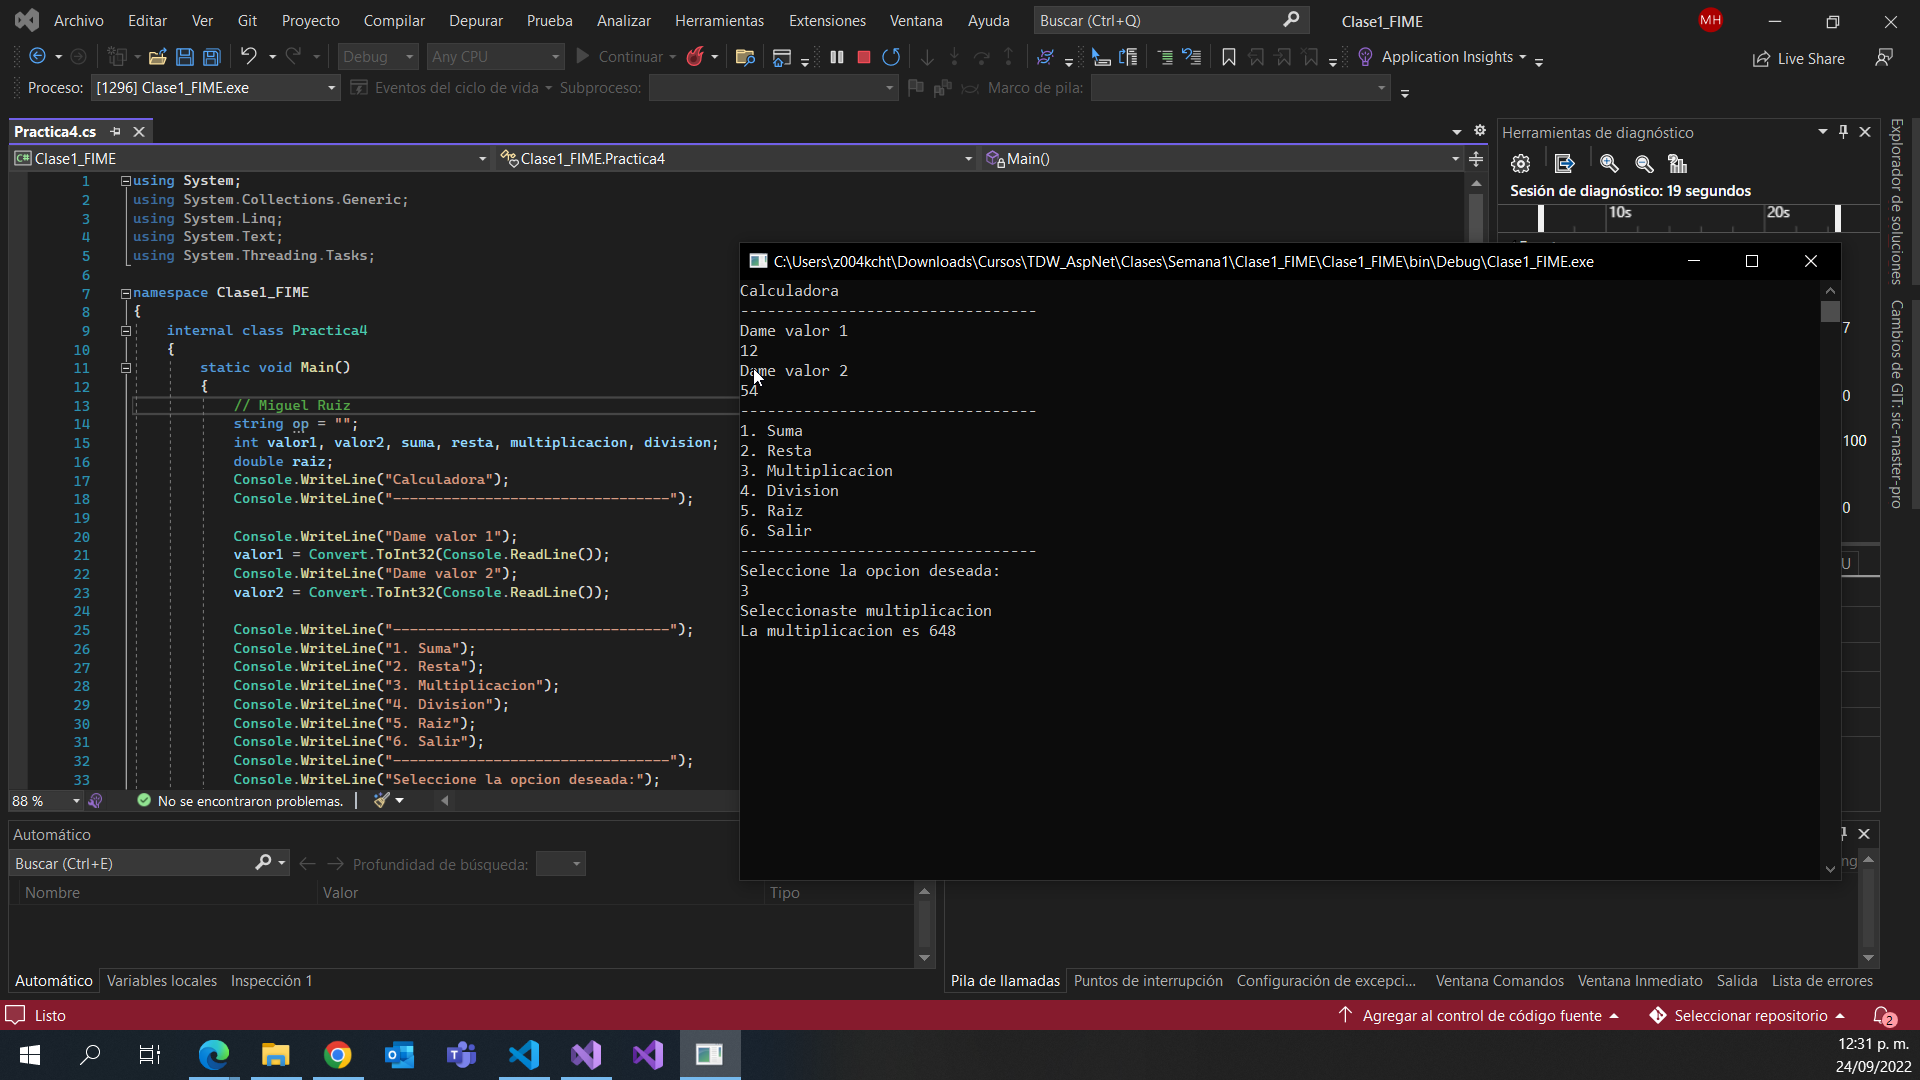 Archivo Editar Ver Git Proyecto Compilar Depurar Prueba Analizar Herramientas Extensiones Ventana Ayuda Buscar (Ctrl+Q) Clase1_FIME MH
Debug Any CPU Continuar Application Insights Live Share
Proceso: [1296] Clase1_FIME.exe Eventos del ciclo de vida Subproceso: Marco de pila:
Practica4.cs
C# Clase1_FIME Clase1_FIME.Practica4 Main()
1 using System;
2 using System.Collections.Generic;
3 using System.Linq;
4 using System.Text;
5 using System.Threading.Tasks;
6
7 namespace Clase1_FIME
8 {
9 internal class Practica4
10 {
11 static void Main()
12 {
13 // Miguel Ruiz
14 string op = "";
15 int valor1, valor2, suma, resta, multiplicacion, division;
16 double raiz;
17 Console.WriteLine("Calculadora");
18 Console.WriteLine("---------------------------------");
19
20 Console.WriteLine("Dame valor 1");
21 valor1 = Convert.ToInt32(Console.ReadLine());
22 Console.WriteLine("Dame valor 2");
23 valor2 = Convert.ToInt32(Console.ReadLine());
24
25 Console.WriteLine("---------------------------------");
26 Console.WriteLine("1. Suma");
27 Console.WriteLine("2. Resta");
28 Console.WriteLine("3. Multiplicacion");
29 Console.WriteLine("4. Division");
30 Console.WriteLine("5. Raiz");
31 Console.WriteLine("6. Salir");
32 Console.WriteLine("---------------------------------");
33 Console.WriteLine("Seleccione la opcion deseada:");
88 % No se encontraron problemas.
C:\Users\z004kcht\Downloads\Cursos\TDW_AspNet\Clases\Semana1\Clase1_FIME\Clase1_FIME\bin\Debug\Clase1_FIME.exe
Calculadora
---------------------------------
Dame valor 1
12
Dame valor 2
54
---------------------------------
1. Suma
2. Resta
3. Multiplicacion
4. Division
5. Raiz
6. Salir
---------------------------------
Seleccione la opcion deseada:
3
Seleccionaste multiplicacion
La multiplicacion es 648
Herramientas de diagnóstico
Sesión de diagnóstico: 19 segundos
10s 20s
7
0
100
0
U
Explorador de soluciones
Cambios de GIT: sic-master-pro
Automático
Buscar (Ctrl+E) Profundidad de búsqueda:
Nombre Valor Tipo
ng
Automático Variables locales Inspección 1
Pila de llamadas Puntos de interrupción Configuración de excepci... Ventana Comandos Ventana Inmediato Salida Lista de errores
Listo Agregar al control de código fuente Seleccionar repositorio 2
12:31 p. m.
24/09/2022